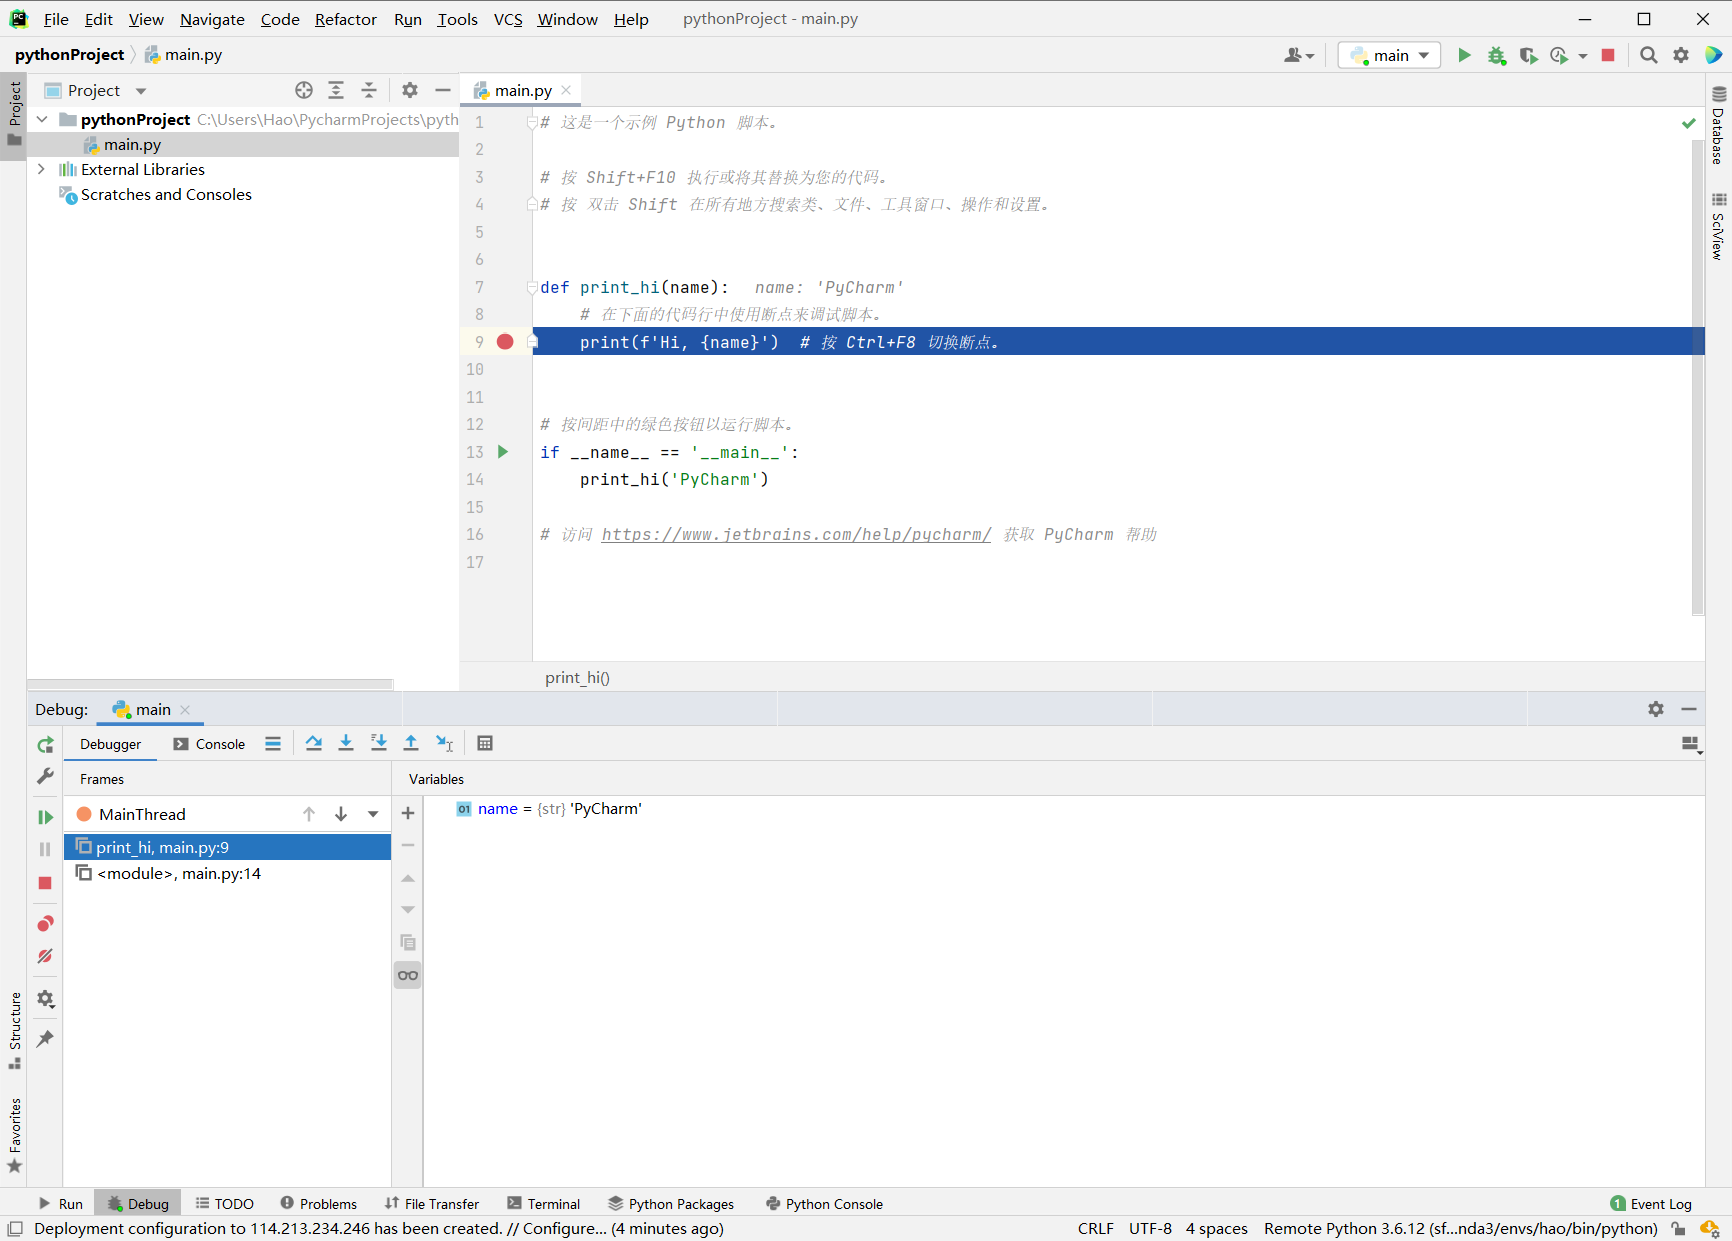 File Edit View Navigate Code Refactor Run Tools VCS Window Help pythonProject - main.py
pythonProject main.py
main
Project
main.py
Project
pythonProject C:\Users\Hao\PycharmProjects\pyth
main.py
External Libraries
Scratches and Consoles
Structure
Favorites
Database
SciView
1 # 这是一个示例 Python 脚本。
2
3 # 按 Shift+F10 执行或将其替换为您的代码。
4 # 按 双击 Shift 在所有地方搜索类、文件、工具窗口、操作和设置。
5
6
7 def print_hi(name): name: 'PyCharm'
8 # 在下面的代码行中使用断点来调试脚本。
9 print(f'Hi, {name}') # 按 Ctrl+F8 切换断点。
10
11
12 # 按间距中的绿色按钮以运行脚本。
13 if __name__ == '__main__':
14 print_hi('PyCharm')
15
16 # 访问 https://www.jetbrains.com/help/pycharm/ 获取 PyCharm 帮助
17
print_hi()
Debug: main
Debugger Console
Frames Variables
MainThread
print_hi, main.py:9
<module>, main.py:14
01 name = {str} 'PyCharm'
Run Debug TODO Problems File Transfer Terminal Python Packages Python Console 1 Event Log
Deployment configuration to 114.213.234.246 has been created. // Configure... (4 minutes ago) CRLF UTF-8 4 spaces Remote Python 3.6.12 (sf...nda3/envs/hao/bin/python)